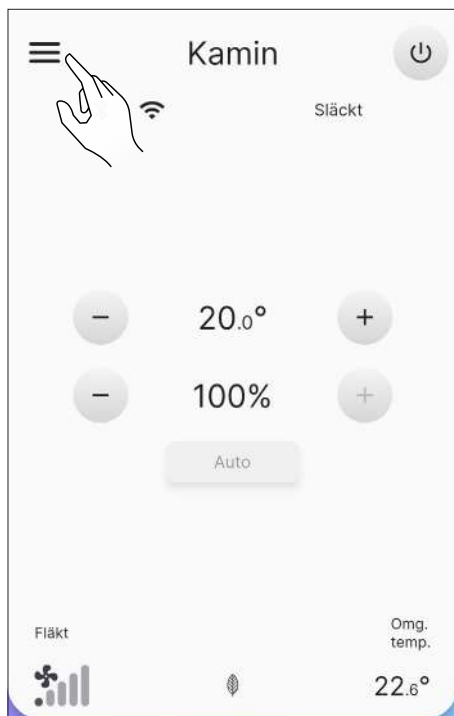 Kamin
Släckt
− 20.0° +
− 100% +
Auto
Fläkt
Omg.
temp.
22.6°